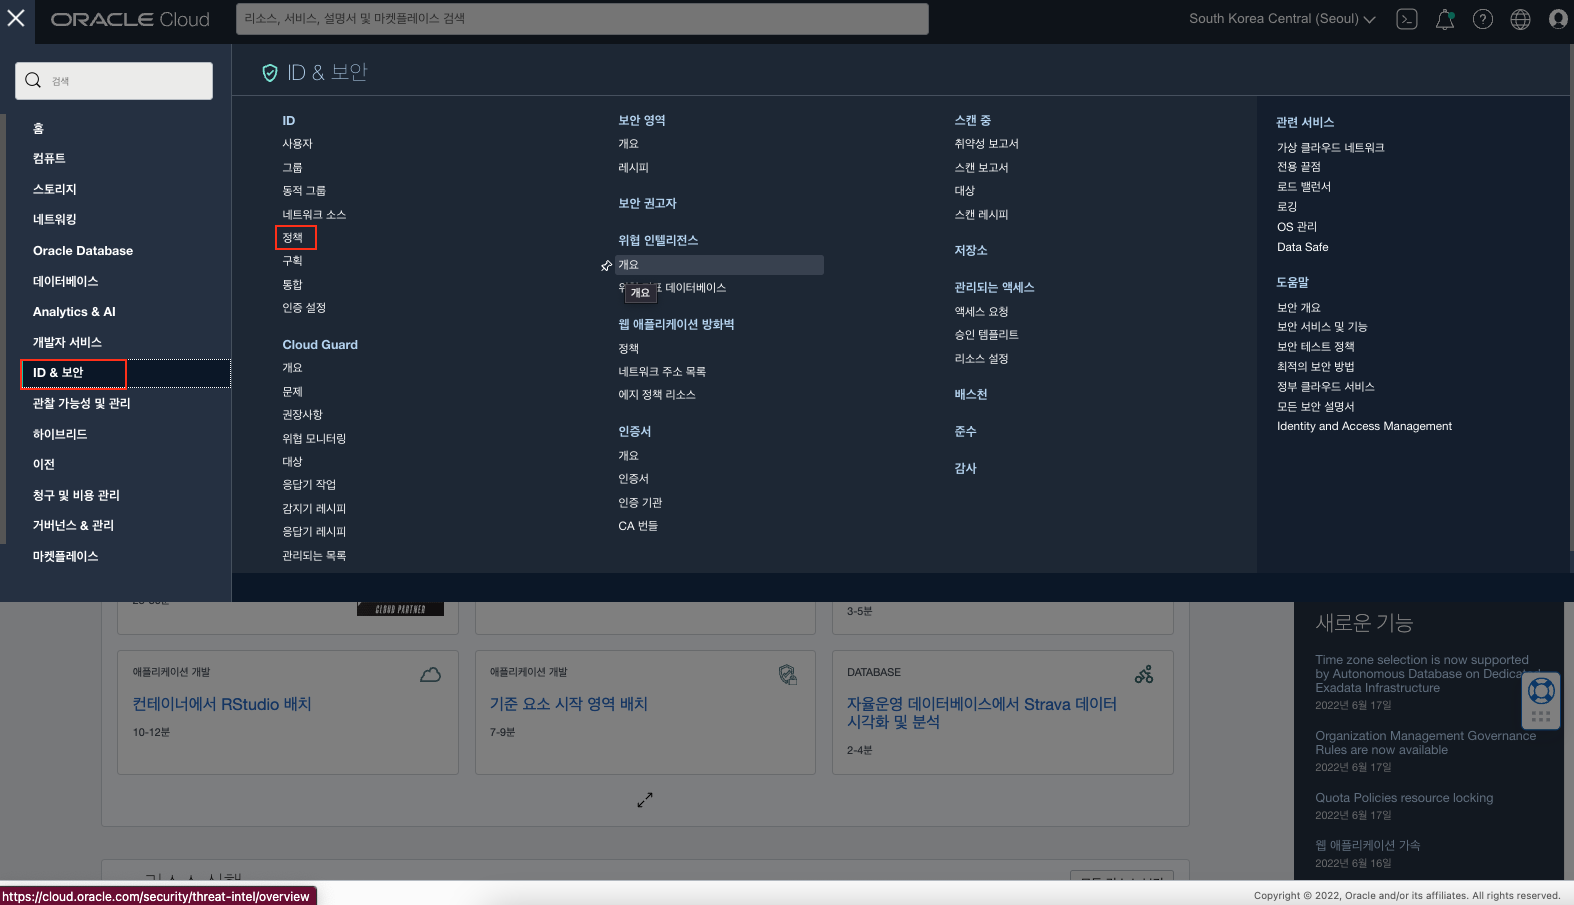 ORACLE Cloud
리소스, 서비스, 설명서 및 마켓플레이스 검색
South Korea Central (Seoul)
검색
홈
컴퓨트
스토리지
네트워킹
Oracle Database
데이터베이스
Analytics & AI
개발자 서비스
ID & 보안
관찰 가능성 및 관리
하이브리드
이전
청구 및 비용 관리
거버넌스 & 관리
마켓플레이스
ID & 보안
ID
사용자
그룹
동적 그룹
네트워크 소스
정책
구획
통합
인증 설정
Cloud Guard
개요
문제
권장사항
위협 모니터링
대상
응답기 작업
감지기 레시피
응답기 레시피
관리되는 목록
보안 영역
개요
레시피
보안 권고자
위협 인텔리전스
개요
데이터베이스
개요
웹 애플리케이션 방화벽
정책
네트워크 주소 목록
에지 정책 리소스
인증서
개요
인증서
인증 기관
CA 번들
스캔 중
취약성 보고서
스캔 보고서
대상
스캔 레시피
저장소
관리되는 액세스
액세스 요청
승인 템플리트
리소스 설정
배스천
준수
감사
관련 서비스
가상 클라우드 네트워크
전용 끝점
로드 밸런서
로깅
OS 관리
Data Safe
도움말
보안 개요
보안 서비스 및 기능
보안 테스트 정책
최적의 보안 방법
정부 클라우드 서비스
모든 보안 설명서
Identity and Access Management
CLOUD PARTNER
3-5분
애플리케이션 개발
컨테이너에서 RStudio 배치
10-12분
애플리케이션 개발
기준 요소 시작 영역 배치
7-9분
DATABASE
자율운영 데이터베이스에서 Strava 데이터
시각화 및 분석
2-4분
새로운 기능
Time zone selection is now supported
by Autonomous Database on Dedicated
Exadata Infrastructure
2022년 6월 17일
Organization Management Governance
Rules are now available
2022년 6월 17일
Quota Policies resource locking
2022년 6월 17일
웹 애플리케이션 가속
2022년 6월 16일
https://cloud.oracle.com/security/threat-intel/overview
Copyright © 2022, Oracle and/or its affiliates. All rights reserved.